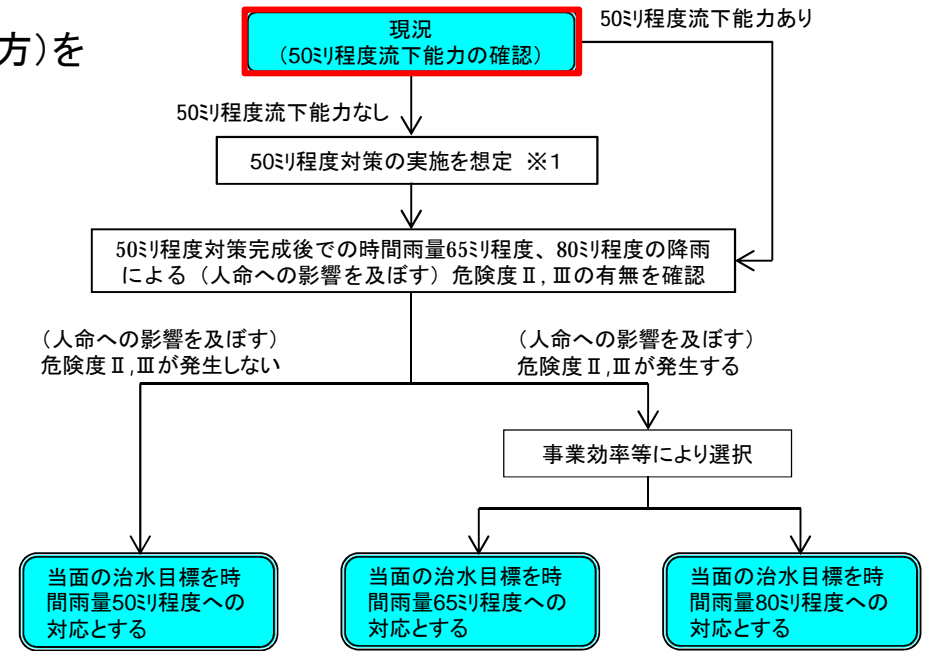 方)を
現況
(50ミリ程度流下能力の確認)
50ミリ程度流下能力あり
50ミリ程度流下能力なし
50ミリ程度対策の実施を想定 ※1
50ミリ程度対策完成後での時間雨量65ミリ程度、80ミリ程度の降雨
による（人命への影響を及ぼす）危険度Ⅱ,Ⅲの有無を確認
（人命への影響を及ぼす）
危険度Ⅱ,Ⅲが発生しない
（人命への影響を及ぼす）
危険度Ⅱ,Ⅲが発生する
事業効率等により選択
当面の治水目標を時
間雨量50ミリ程度への
対応とする
当面の治水目標を時
間雨量65ミリ程度への
対応とする
当面の治水目標を時
間雨量80ミリ程度への
対応とする